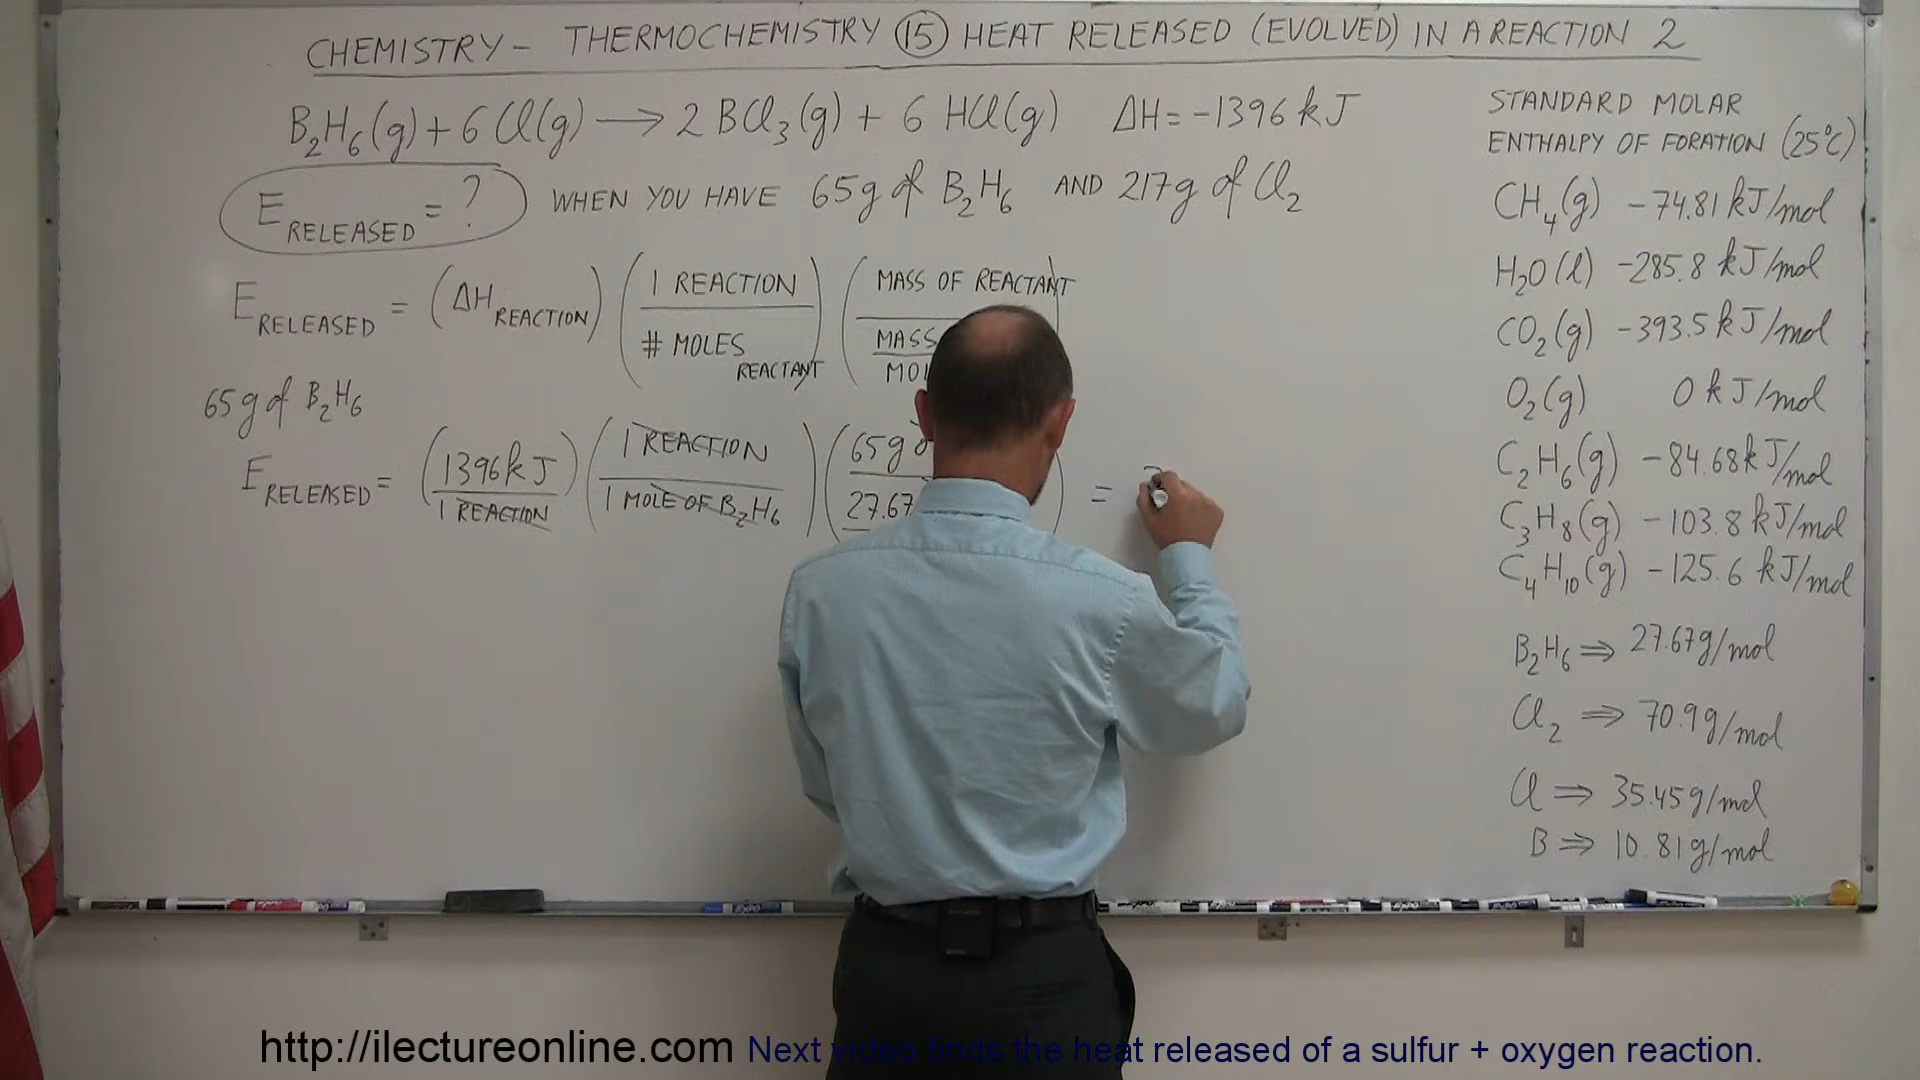 CHEMISTRY - THERMOCHEMISTRY 15 HEAT RELEASED (EVOLVED) IN A REACTION 2
B₂H₆(g) + 6 Cl(g) → 2 BCl₃(g) + 6 HCl(g) ΔH = -1396 kJ
E RELEASED = ? WHEN YOU HAVE 65g of B₂H₆ AND 217g of Cl₂
E RELEASED = (ΔH REACTION) (1 REACTION / # MOLES REACTANT) (MASS OF REACTANT / MASS
65g of B₂H₆
E RELEASED = (1396 kJ / 1 REACTION) (1 REACTION / 1 MOLE OF B₂H₆) (65g / 27.67 ) =
STANDARD MOLAR
ENTHALPY OF FORATION (25°C)
CH₄(g) -74.81 kJ/mol
H₂O(l) -285.8 kJ/mol
CO₂(g) -393.5 kJ/mol
O₂(g) 0 kJ/mol
C₂H₆(g) -84.68 kJ/mol
C₃H₈(g) -103.8 kJ/mol
C₄H₁₀(g) -125.6 kJ/mol
B₂H₆ ⇒ 27.67g/mol
Cl₂ ⇒ 70.9g/mol
Cl ⇒ 35.45g/mol
B ⇒ 10.81g/mol
http://ilectureonline.com Next video finds the heat released of a sulfur + oxygen reaction.